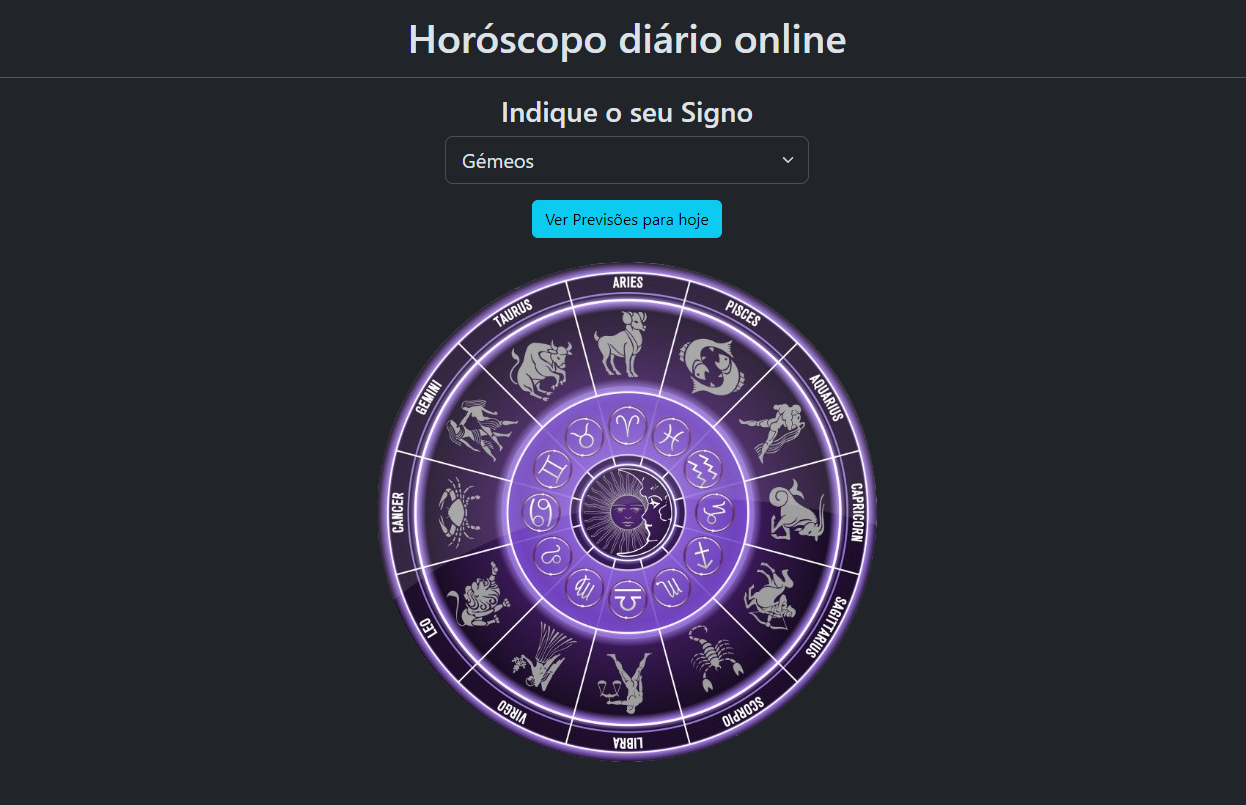 Horóscopo diário online
Indique o seu Signo
Gémeos
Ver Previsões para hoje
ARIES
PISCES
AQUARIUS
CAPRICORN
SAGITTARIUS
SCORPIO
LIBRA
VIRGO
LEO
CANCER
GEMINI
TAURUS